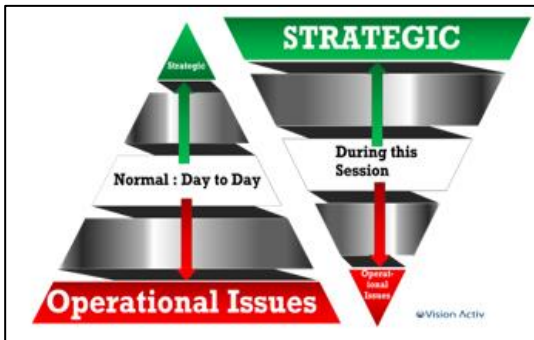 Strategic
Normal : Day to Day
Operational Issues
STRATEGIC
During this
Session
Operat-
ional
Issues
Vision Activ